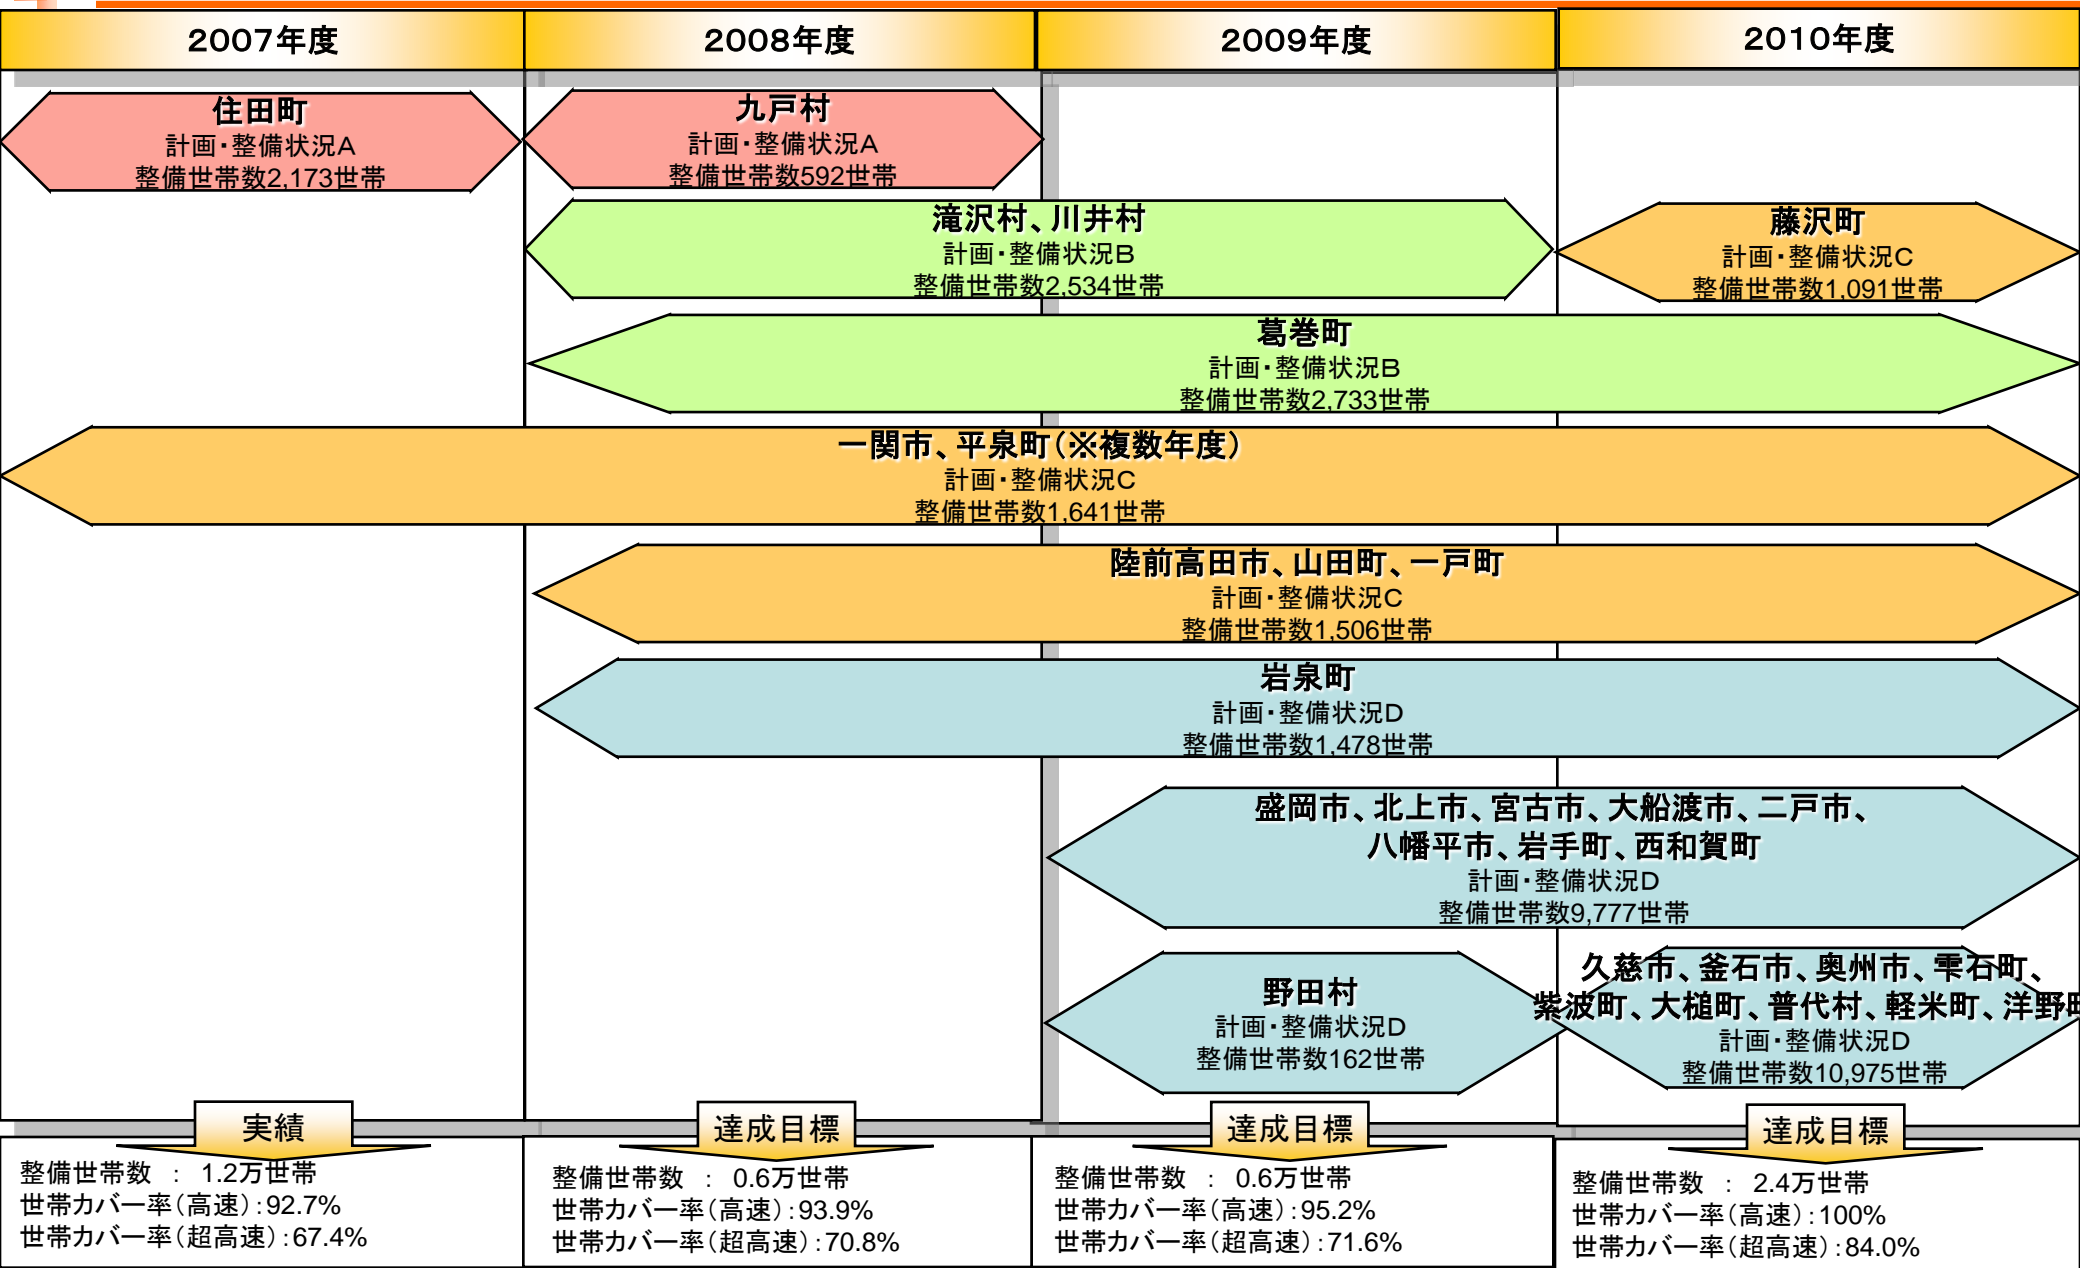 2007年度
2008年度
2009年度
2010年度
住田町
計画・整備状況A
整備世帯数2,173世帯
九戸村
計画・整備状況A
整備世帯数592世帯
滝沢村、川井村
計画・整備状況B
整備世帯数2,534世帯
藤沢町
計画・整備状況C
整備世帯数1,091世帯
葛巻町
計画・整備状況B
整備世帯数2,733世帯
一関市、平泉町(※複数年度)
計画・整備状況C
整備世帯数1,641世帯
陸前高田市、山田町、一戸町
計画・整備状況C
整備世帯数1,506世帯
岩泉町
計画・整備状況D
整備世帯数1,478世帯
盛岡市、北上市、宮古市、大船渡市、二戸市、
八幡平市、岩手町、西和賀町
計画・整備状況D
整備世帯数9,777世帯
野田村
計画・整備状況D
整備世帯数162世帯
久慈市、釜石市、奥州市、雫石町、
紫波町、大槌町、普代村、軽米町、洋野町
計画・整備状況D
整備世帯数10,975世帯
実績
整備世帯数 : 1.2万世帯
世帯カバー率(高速):92.7%
世帯カバー率(超高速):67.4%
達成目標
整備世帯数 : 0.6万世帯
世帯カバー率(高速):93.9%
世帯カバー率(超高速):70.8%
達成目標
整備世帯数 : 0.6万世帯
世帯カバー率(高速):95.2%
世帯カバー率(超高速):71.6%
達成目標
整備世帯数 : 2.4万世帯
世帯カバー率(高速):100%
世帯カバー率(超高速):84.0%